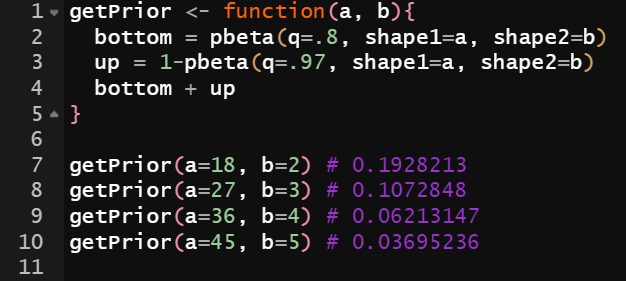 1 getPrior <- function(a, b){
2   bottom = pbeta(q=.8, shape1=a, shape2=b)
3   up = 1-pbeta(q=.97, shape1=a, shape2=b)
4   bottom + up
5 }
6
7 getPrior(a=18, b=2) # 0.1928213
8 getPrior(a=27, b=3) # 0.1072848
9 getPrior(a=36, b=4) # 0.06213147
10 getPrior(a=45, b=5) # 0.03695236
11